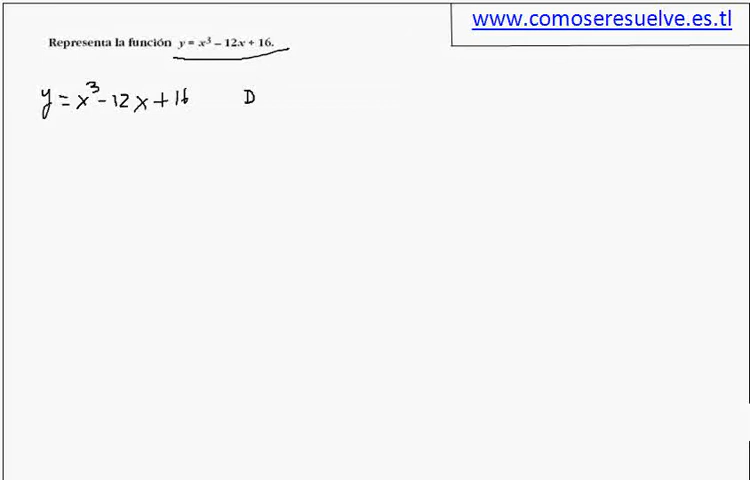 www.comoseresuelve.es.tl
Representa la función y = x³ – 12x + 16.
y = x³ - 12x + 16 D